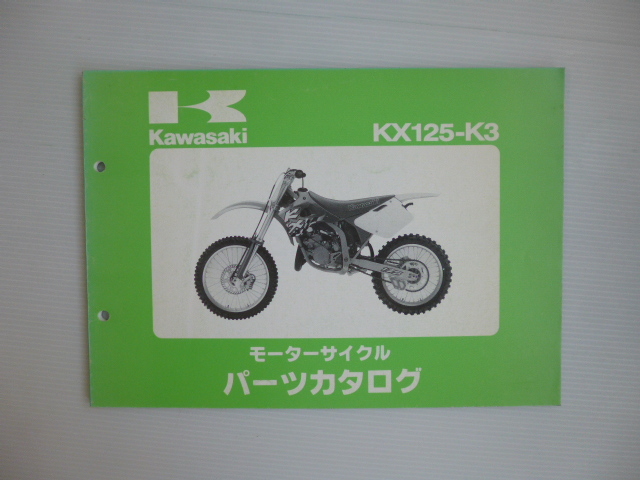 Kawasaki
KX125-K3
モーターサイクル
パーツカタログ